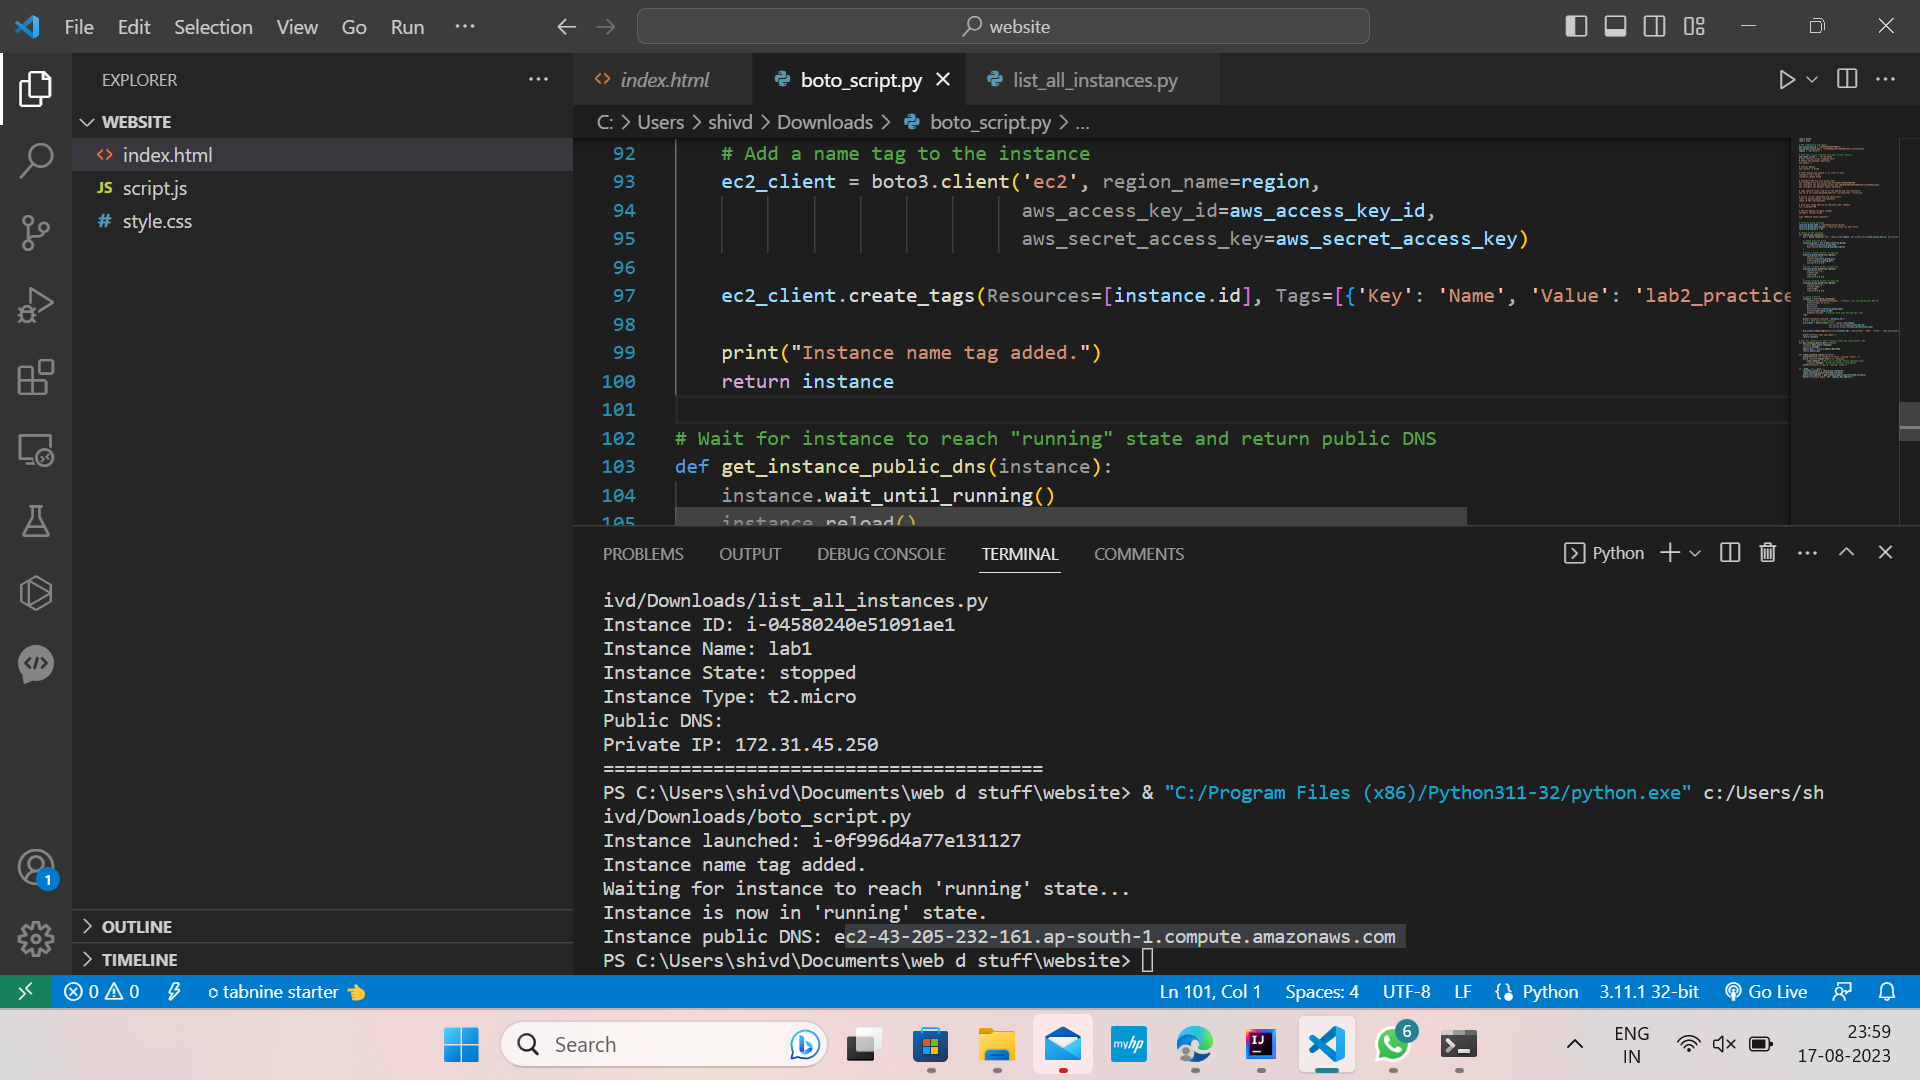 File Edit Selection View Go Run ···
website
EXPLORER
WEBSITE
index.html
JS script.js
# style.css
OUTLINE
TIMELINE
1
index.html
boto_script.py
list_all_instances.py
C: > Users > shivd > Downloads > boto_script.py > ...
92 # Add a name tag to the instance
93 ec2_client = boto3.client('ec2', region_name=region,
94 aws_access_key_id=aws_access_key_id,
95 aws_secret_access_key=aws_secret_access_key)
96
97 ec2_client.create_tags(Resources=[instance.id], Tags=[{'Key': 'Name', 'Value': 'lab2_practice
98
99 print("Instance name tag added.")
100 return instance
101
102 # Wait for instance to reach "running" state and return public DNS
103 def get_instance_public_dns(instance):
104 instance.wait_until_running()
105 instance.reload()
PROBLEMS OUTPUT DEBUG CONSOLE TERMINAL COMMENTS
Python
ivd/Downloads/list_all_instances.py
Instance ID: i-04580240e51091ae1
Instance Name: lab1
Instance State: stopped
Instance Type: t2.micro
Public DNS:
Private IP: 172.31.45.250
========================================
PS C:\Users\shivd\Documents\web d stuff\website> & "C:/Program Files (x86)/Python311-32/python.exe" c:/Users/sh
ivd/Downloads/boto_script.py
Instance launched: i-0f996d4a77e131127
Instance name tag added.
Waiting for instance to reach 'running' state...
Instance is now in 'running' state.
Instance public DNS: ec2-43-205-232-161.ap-south-1.compute.amazonaws.com
PS C:\Users\shivd\Documents\web d stuff\website>
0 0 tabnine starter Ln 101, Col 1 Spaces: 4 UTF-8 LF Python 3.11.1 32-bit Go Live
Search
myhp
IJ
6
ENG
IN
23:59
17-08-2023